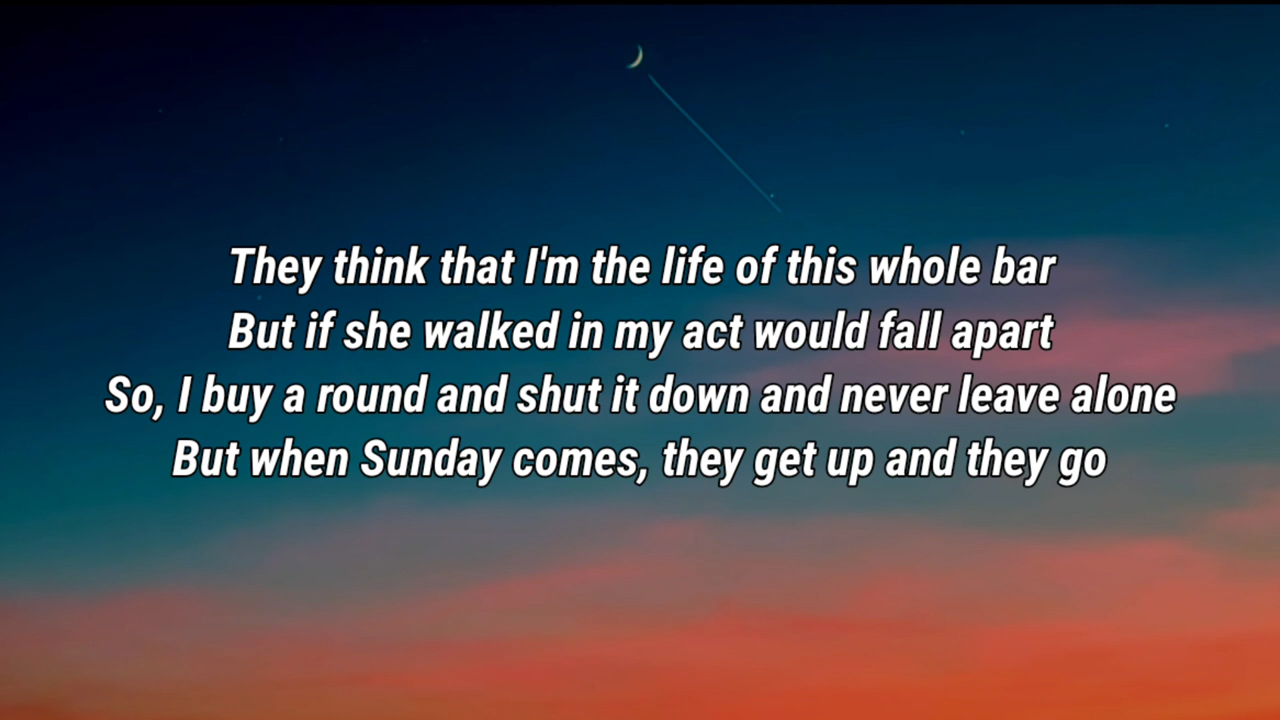 They think that I'm the life of this whole bar
But if she walked in my act would fall apart
So, I buy a round and shut it down and never leave alone
But when Sunday comes, they get up and they go